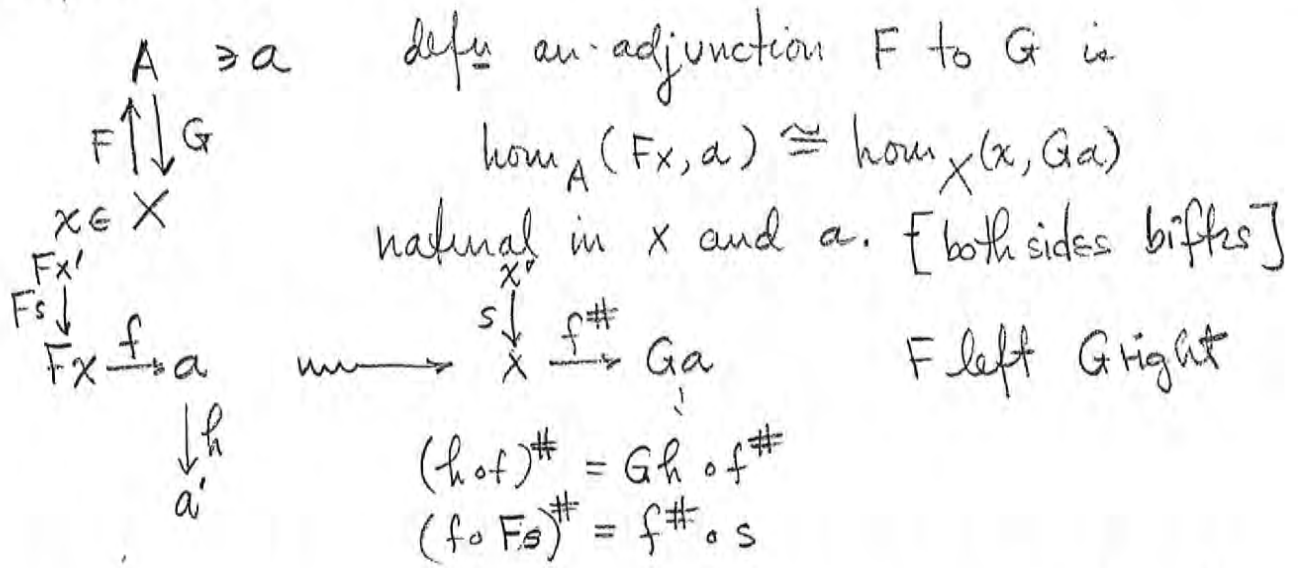 A ∋ a defn an adjunction F to G is
F ↑↓ G hom_A (Fx, a) ≅ hom_X (x, Ga)
x ∈ X
natural in x and a. [both sides biftrs]
Fx' x'
Fs ↓ s ↓
Fx —f→ a ⟿ x —f^#→ Ga F left G right
↓ h (h∘f)^# = Gh ∘ f^#
a' (f∘Fs)^# = f^# ∘ s